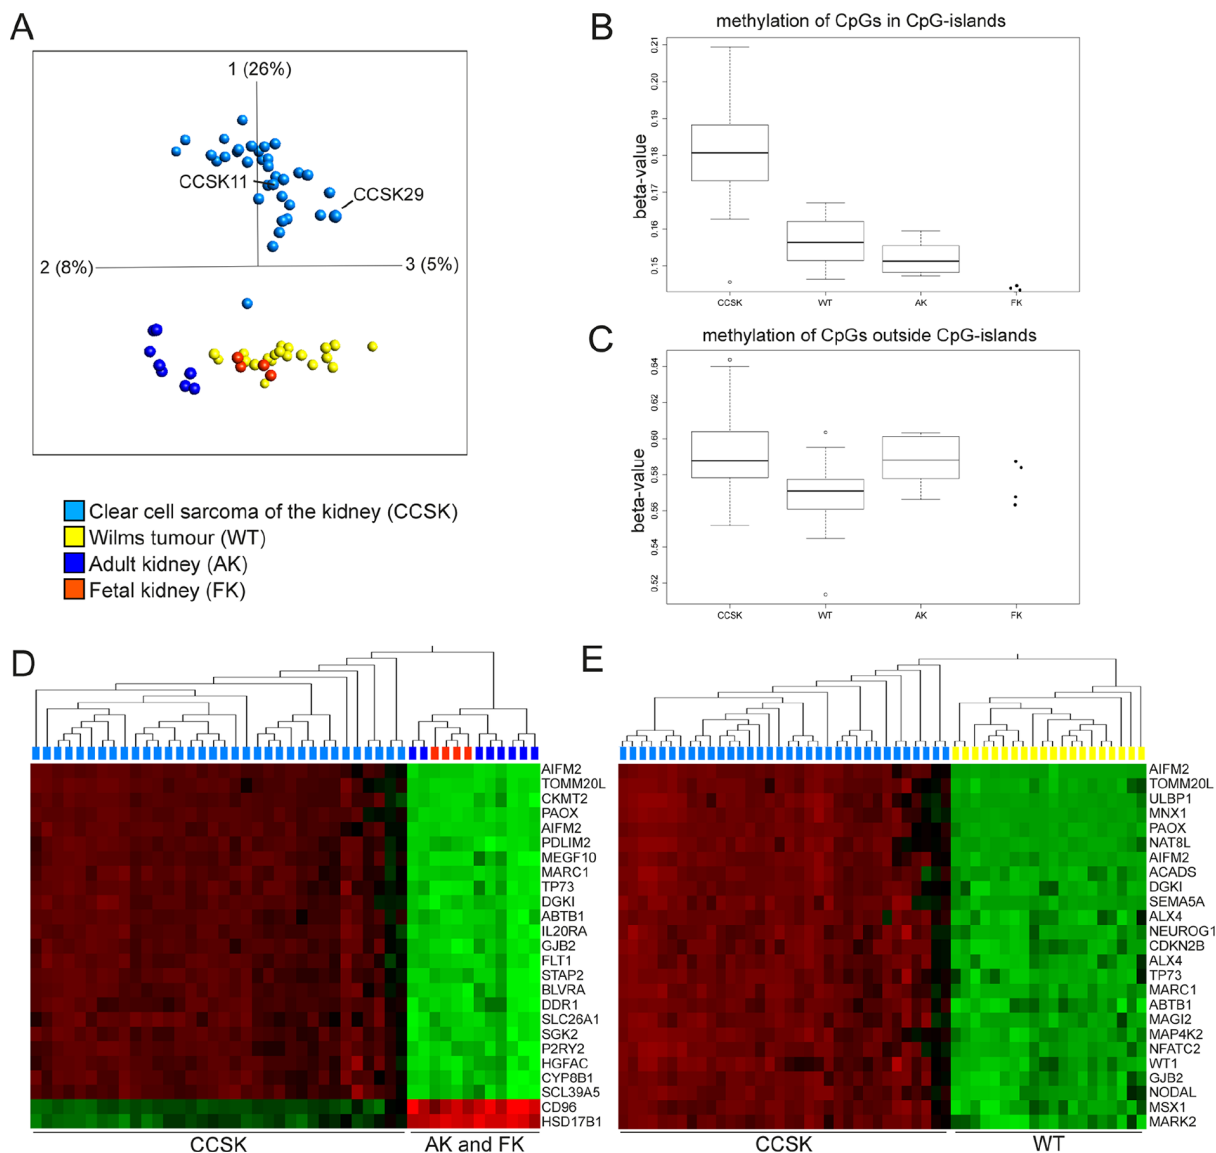 A
1 (26%)
CCSK11
CCSK29
2 (8%)
3 (5%)
Clear cell sarcoma of the kidney (CCSK)
Wilms tumour (WT)
Adult kidney (AK)
Fetal kidney (FK)
B
methylation of CpGs in CpG-islands
beta-value
0.21
0.20
0.19
0.18
0.17
0.16
0.15
CCSK
WT
AK
FK
C
methylation of CpGs outside CpG-islands
beta-value
0.64
0.62
0.60
0.58
0.56
0.54
0.52
CCSK
WT
AK
FK
D
AIFM2
TOMM20L
CKMT2
PAOX
AIFM2
PDLIM2
MEGF10
MARC1
TP73
DGKI
ABTB1
IL20RA
GJB2
FLT1
STAP2
BLVRA
DDR1
SLC26A1
SGK2
P2RY2
HGFAC
CYP8B1
SCL39A5
CD96
HSD17B1
CCSK
AK and FK
E
AIFM2
TOMM20L
ULBP1
MNX1
PAOX
NAT8L
AIFM2
ACADS
DGKI
SEMA5A
ALX4
NEUROG1
CDKN2B
ALX4
TP73
MARC1
ABTB1
MAGI2
MAP4K2
NFATC2
WT1
GJB2
NODAL
MSX1
MARK2
CCSK
WT